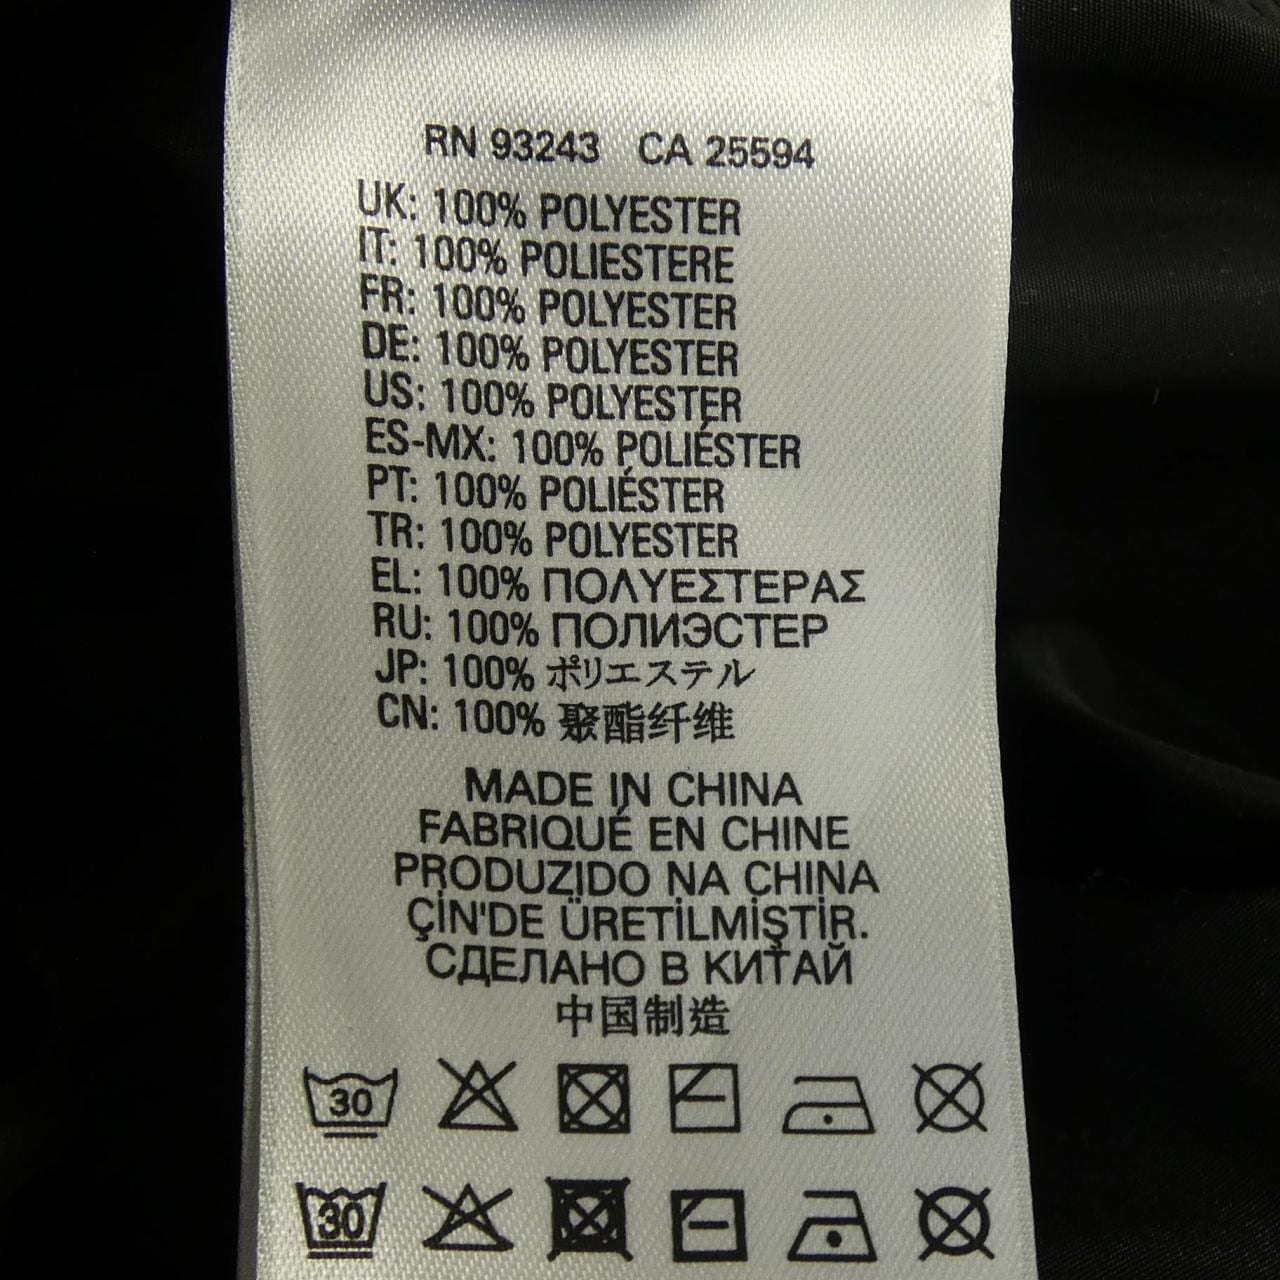 RN 93243 CA 25594
UK: 100% POLYESTER
IT: 100% POLIESTERE
FR: 100% POLYESTER
DE: 100% POLYESTER
US: 100% POLYESTER
ES-MX: 100% POLIÉSTER
PT: 100% POLIÉSTER
TR: 100% POLYESTER
EL: 100% ΠΟΛΥΕΣΤΕΡΑΣ
RU: 100% ПОЛИЭСТЕР
JP: 100% ポリエステル
CN: 100% 聚酯纤维
MADE IN CHINA
FABRIQUÉ EN CHINE
PRODUZIDO NA CHINA
ÇİN'DE ÜRETİLMİŞTİR.
СДЕЛАНО В КИТАЙ
中国制造
30
30